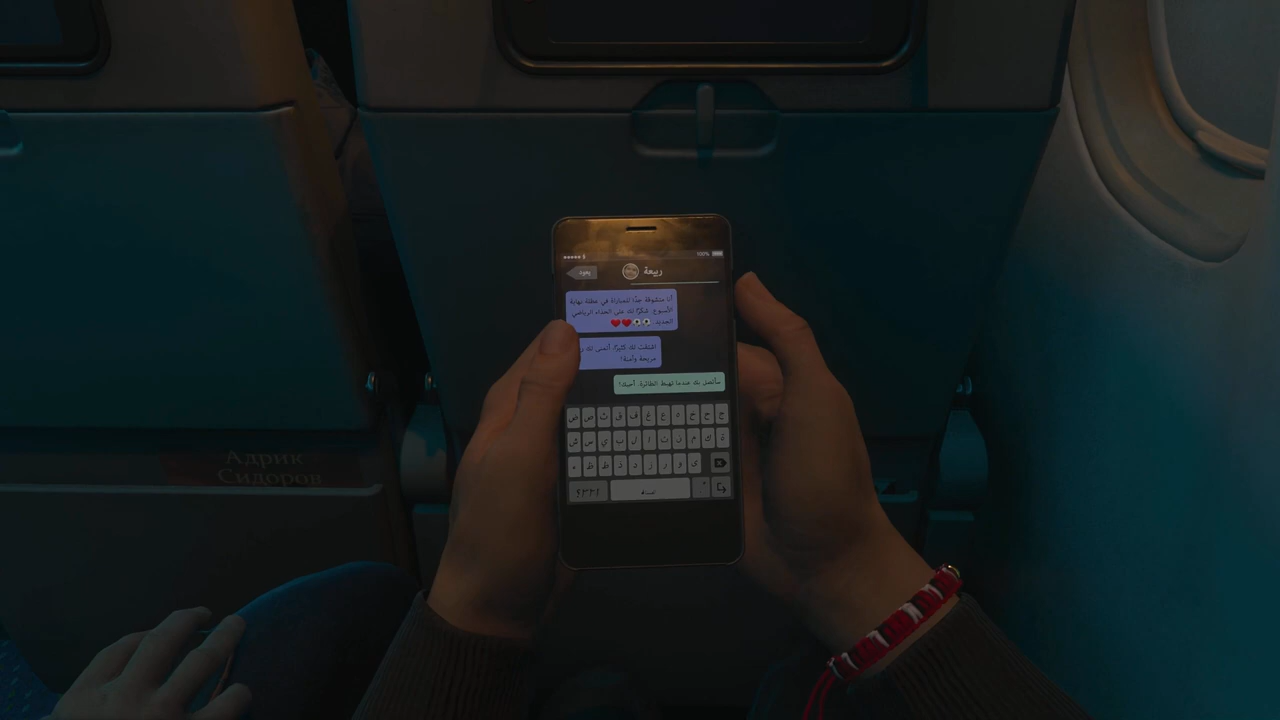 100%
يعود
ربيعة
أنا متشوقة جدًا للمباراة في عطلة نهاية
الأسبوع. شكرًا لك على الحذاء الرياضي
الجديد.
اشتقت لك كثيرًا. أتمنى لك
مريحة وآمنة!
سأتصل بك عندما تهبط الطائرة. أحبك!
ض ص ث ق ف غ ع ه خ ح ج
ش س ي ب ل ا ت ن م ك ة
ء ظ ط ذ د ز ر و ى
Адрик
Сидоров